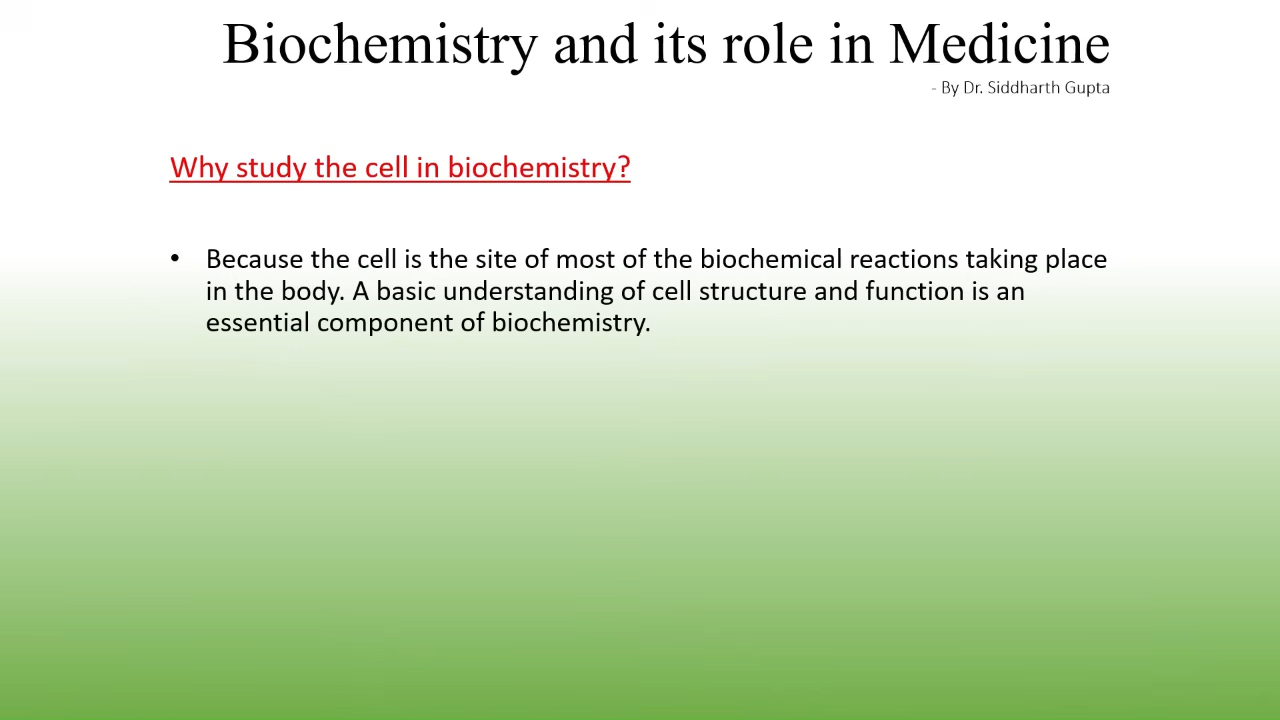 Biochemistry and its role in Medicine
- By Dr. Siddharth Gupta
Why study the cell in biochemistry?
• Because the cell is the site of most of the biochemical reactions taking place
in the body. A basic understanding of cell structure and function is an
essential component of biochemistry.